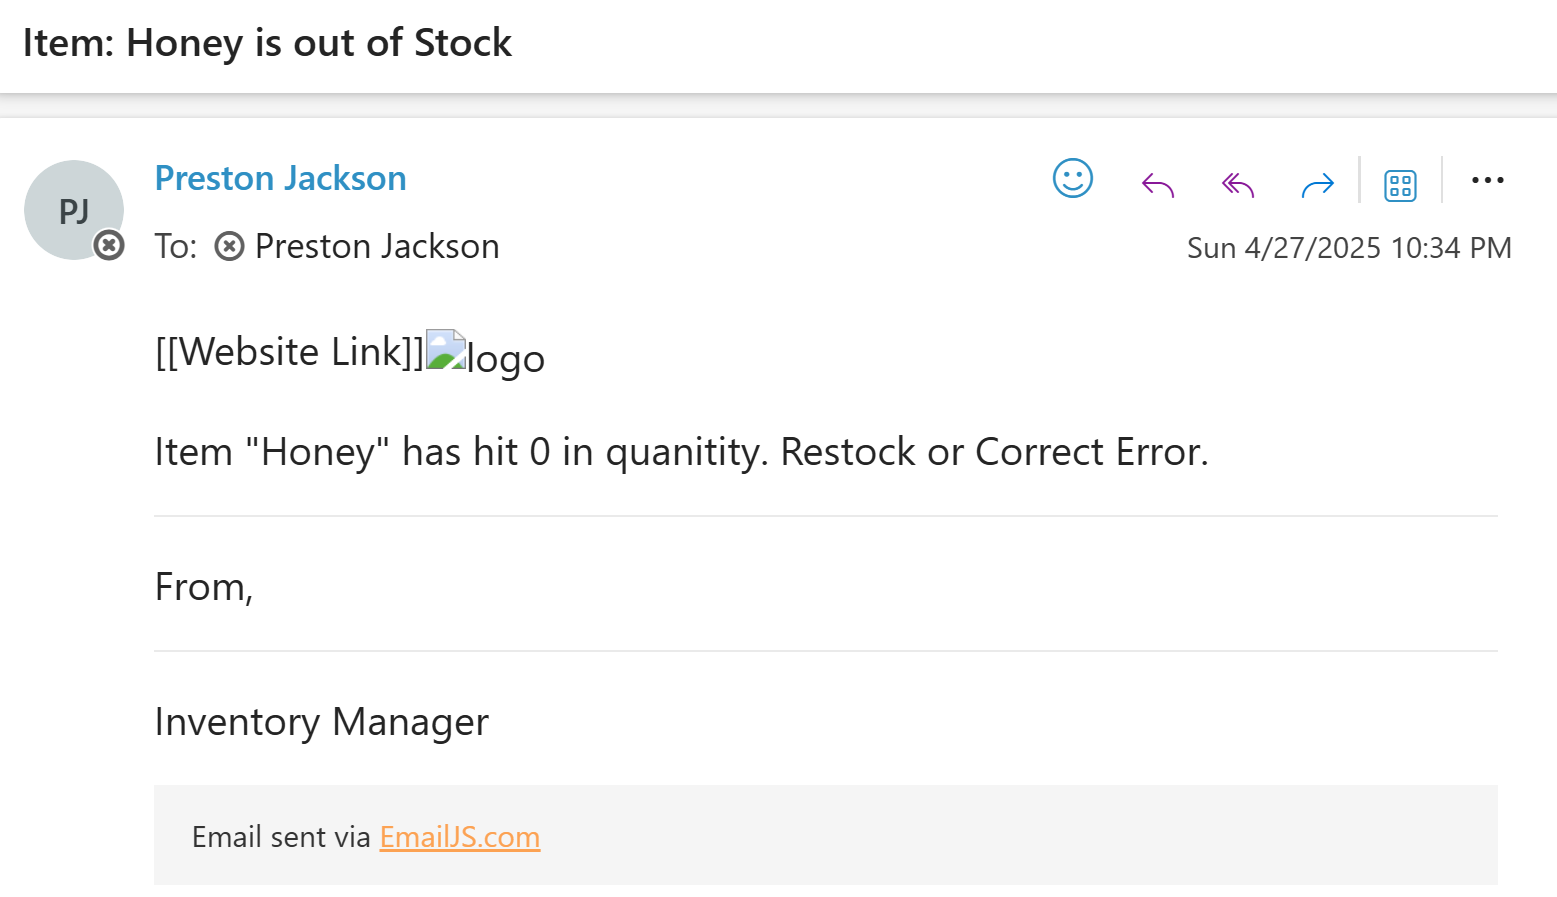 Item: Honey is out of Stock
Preston Jackson
PJ
To: Preston Jackson
Sun 4/27/2025 10:34 PM
[[Website Link]]logo
Item "Honey" has hit 0 in quanitity. Restock or Correct Error.
From,
Inventory Manager
Email sent via EmailJS.com